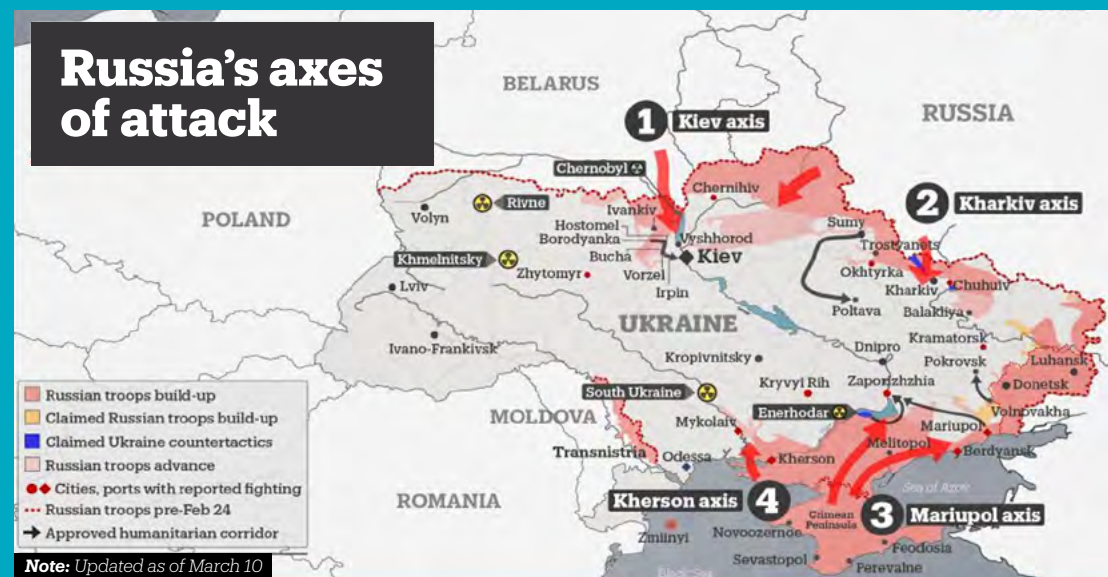 Russia's axes
of attack
BELARUS
RUSSIA
POLAND
UKRAINE
MOLDOVA
ROMANIA
Transnistria
1 Kiev axis
2 Kharkiv axis
3 Mariupol axis
4 Kherson axis
Chernobyl
Rivne
Khmelnitsky
South Ukraine
Enerhodar
Volyn
Lviv
Ivano-Frankivsk
Zhytomyr
Ivankiv
Hostomel
Borodyanka
Bucha
Vorzel
Irpin
Vyshhorod
Kiev
Chernihiv
Sumy
Trostyanets
Okhtyrka
Kharkiv
Chuhuiv
Poltava
Balakliya
Kramatorsk
Dnipro
Pokrovsk
Luhansk
Donetsk
Kropivnitsky
Kryvyi Rih
Zaporizhzhia
Volnovakha
Mariupol
Mykolaiv
Melitopol
Berdyansk
Odessa
Kherson
Sea of Azov
Crimean
Peninsula
Zmiinyi
Novoozernoe
Feodosia
Sevastopol
Perevalne
Russian troops build-up
Claimed Russian troops build-up
Claimed Ukraine countertactics
Russian troops advance
Cities, ports with reported fighting
Russian troops pre-Feb 24
Approved humanitarian corridor
Note: Updated as of March 10